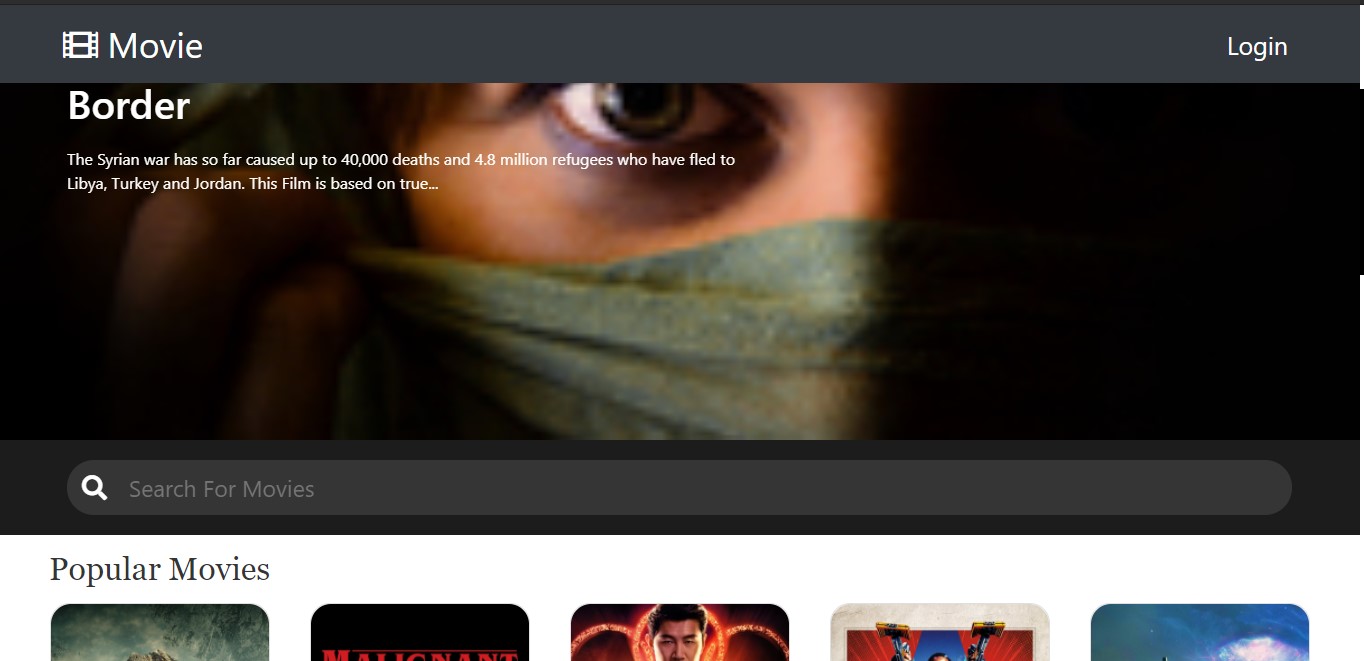 Movie
Login
Border
The Syrian war has so far caused up to 40,000 deaths and 4.8 million refugees who have fled to
Libya, Turkey and Jordan. This Film is based on true...
Search For Movies
Popular Movies
MALIGNANT